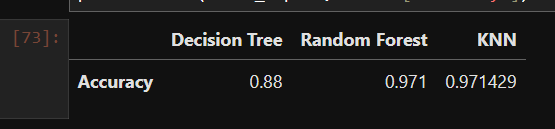 [73]:
Decision Tree Random Forest KNN
Accuracy 0.88 0.971 0.971429